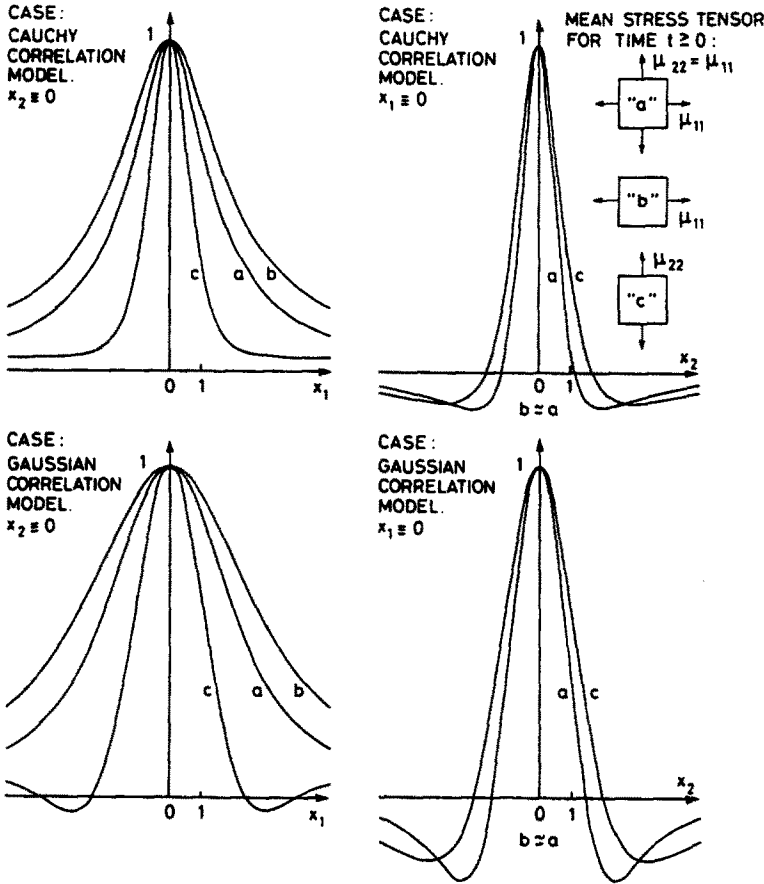 CASE:
CAUCHY
CORRELATION
MODEL.
x₂ ≡ 0
1
c a b
0 1 x₁
CASE:
CAUCHY
CORRELATION
MODEL.
x₁ ≡ 0
1
a c
x₂
0 1
b ≃ a
MEAN STRESS TENSOR
FOR TIME t ≥ 0:
μ₂₂ = μ₁₁
"a"
μ₁₁
"b"
μ₁₁
μ₂₂
"c"
CASE:
GAUSSIAN
CORRELATION
MODEL.
x₂ ≡ 0
1
c a b
0 1 x₁
CASE:
GAUSSIAN
CORRELATION
MODEL.
x₁ ≡ 0
1
a c
x₂
0 1
b ≃ a